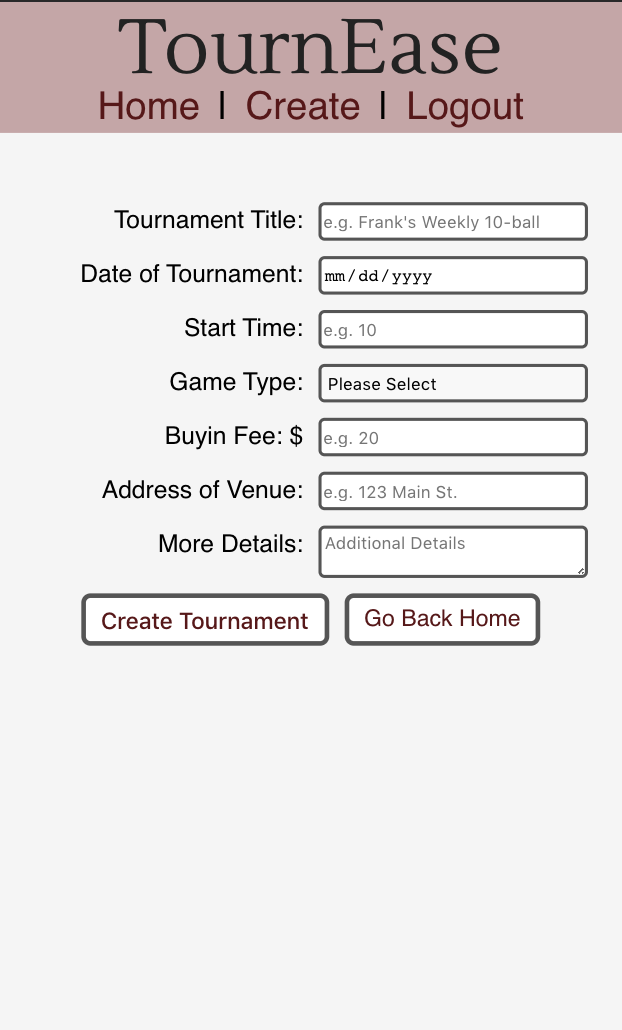 TournEase
Home | Create | Logout
Tournament Title: e.g. Frank's Weekly 10-ball
Date of Tournament: mm/dd/yyyy
Start Time: e.g. 10
Game Type: Please Select
Buyin Fee: $ e.g. 20
Address of Venue: e.g. 123 Main St.
More Details: Additional Details
Create Tournament Go Back Home